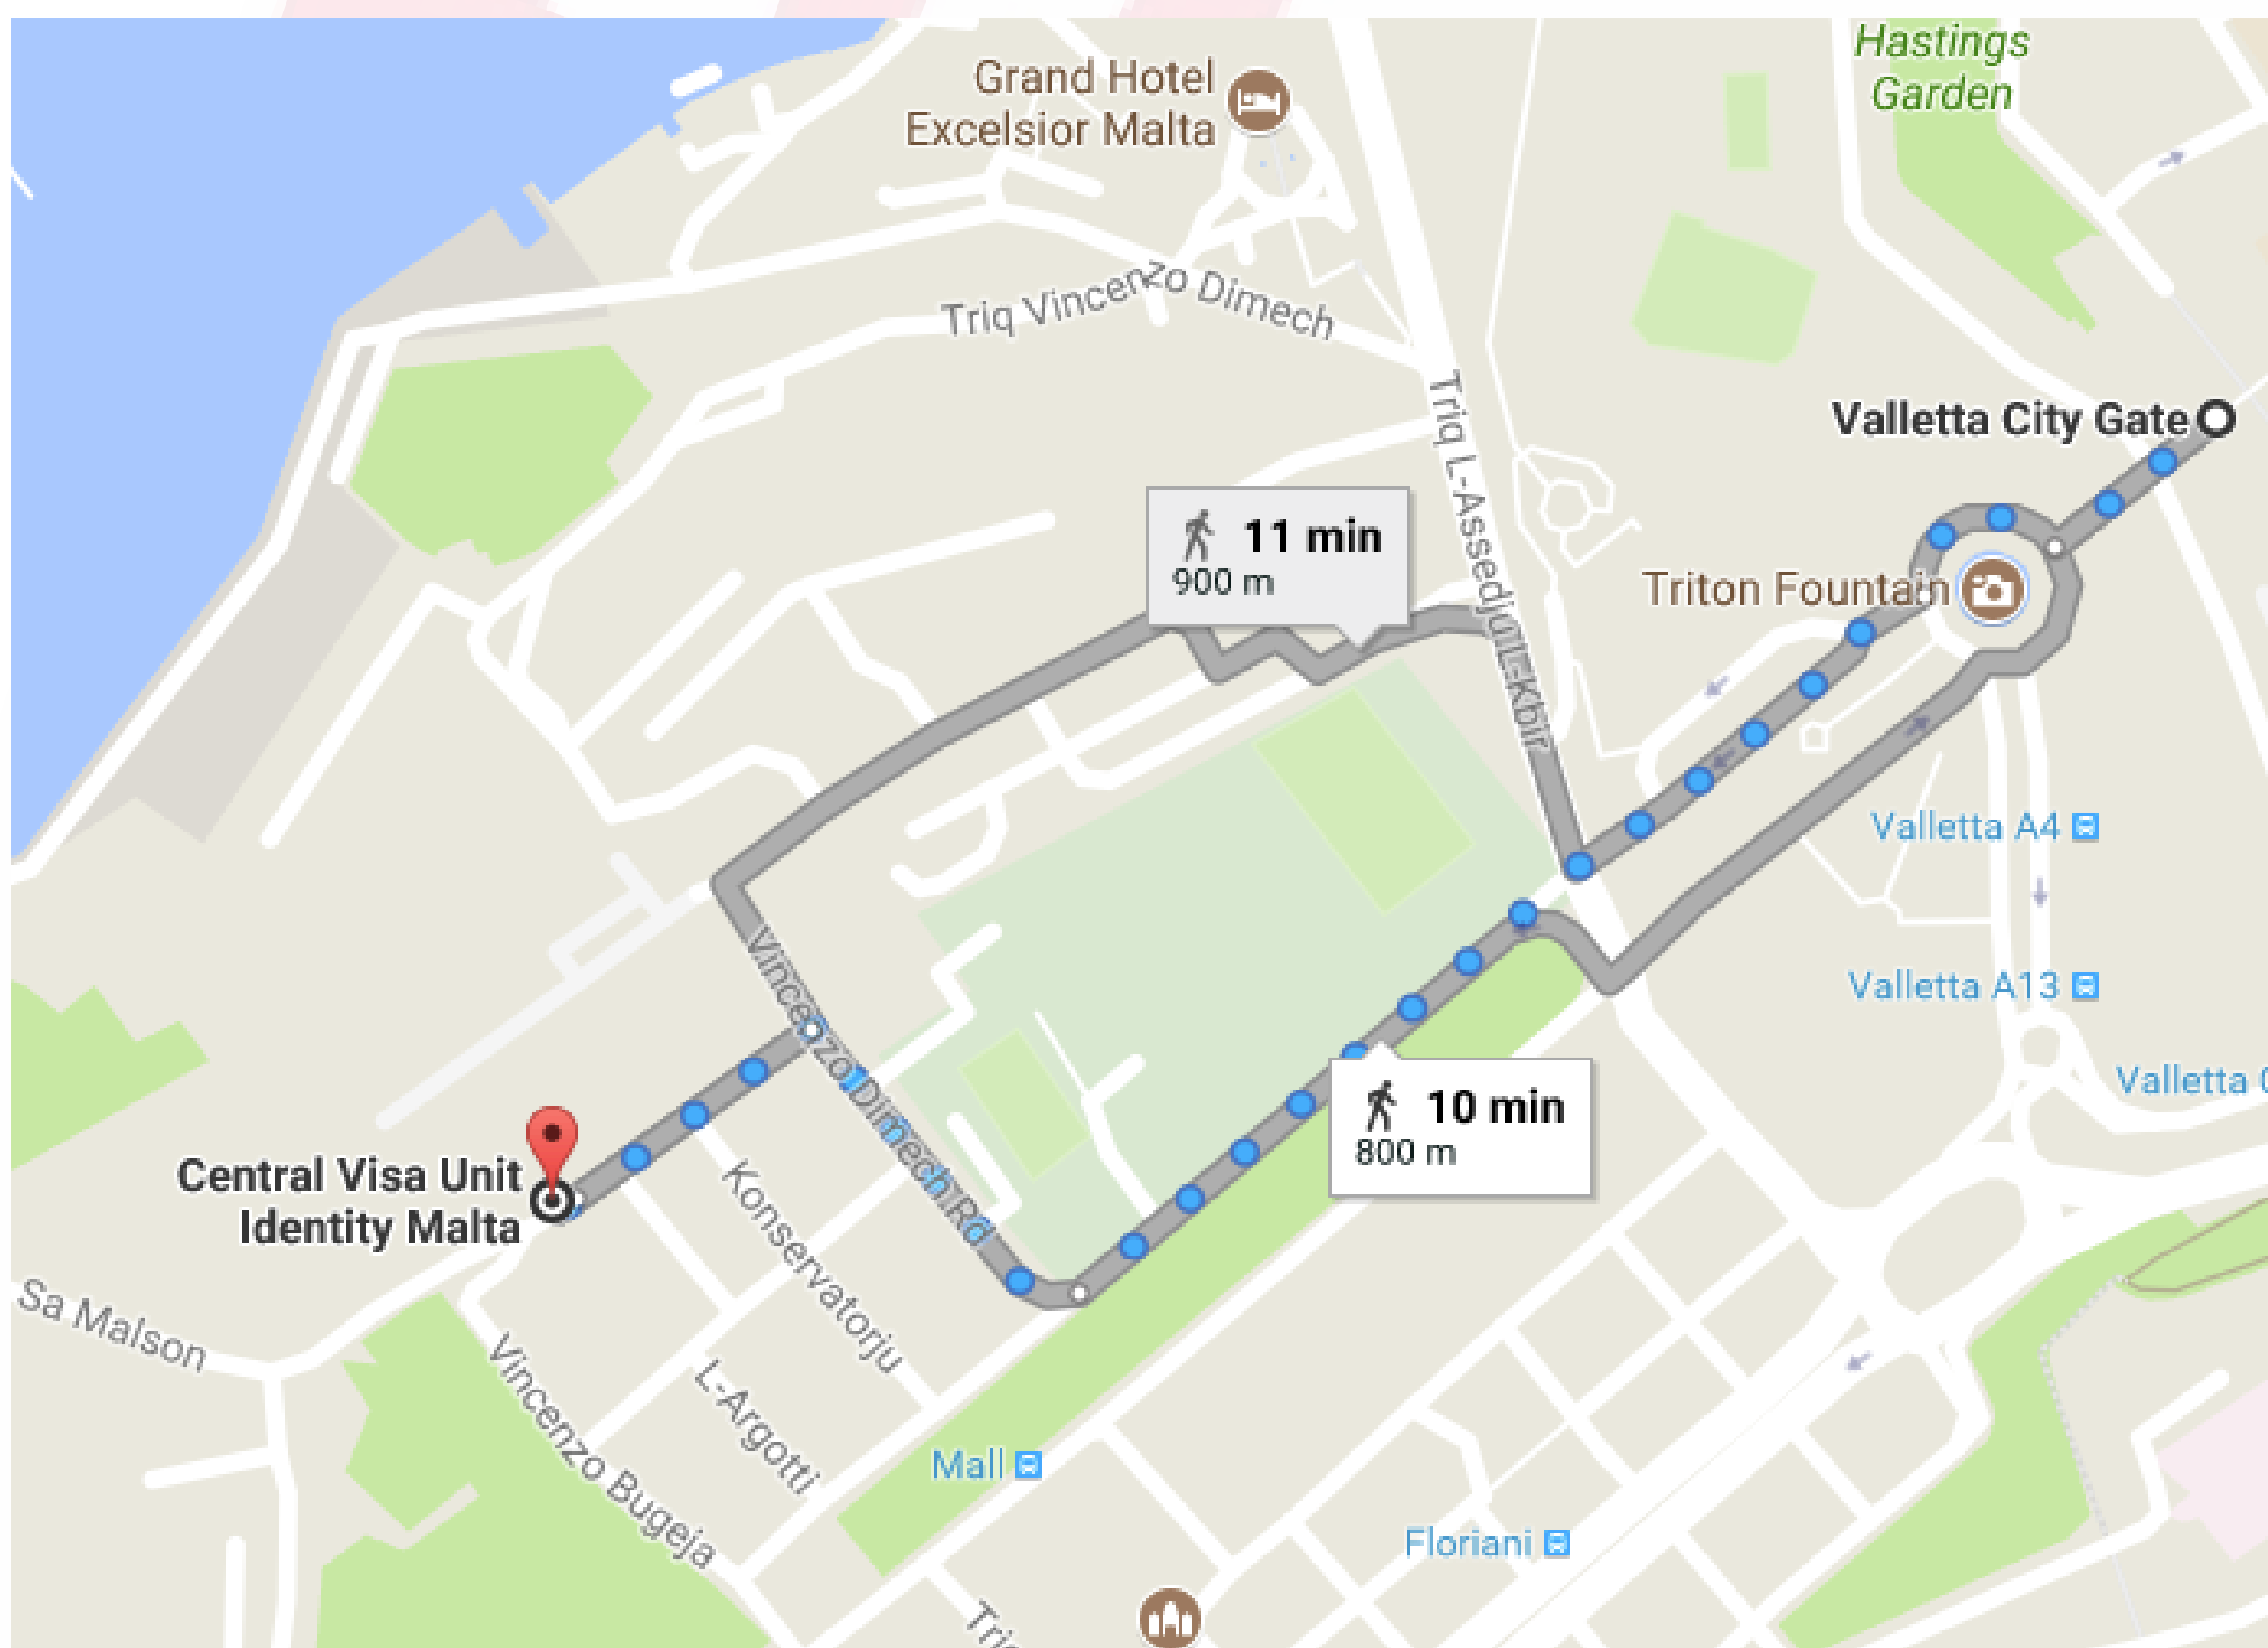 Hastings
Garden
Grand Hotel
Excelsior Malta
Triq Vincenzo Dimech
Valletta City Gate
Triq L-Assedju L-Kbir
11 min
900 m
Triton Fountain
Valletta A4
Valletta A13
Valletta
Vincenzo Dimech Rd
10 min
800 m
Central Visa Unit
Identity Malta
Konservatorju
Sa Maison
L-Argotti
Vincenzo Bugeja
Mall
Floriani